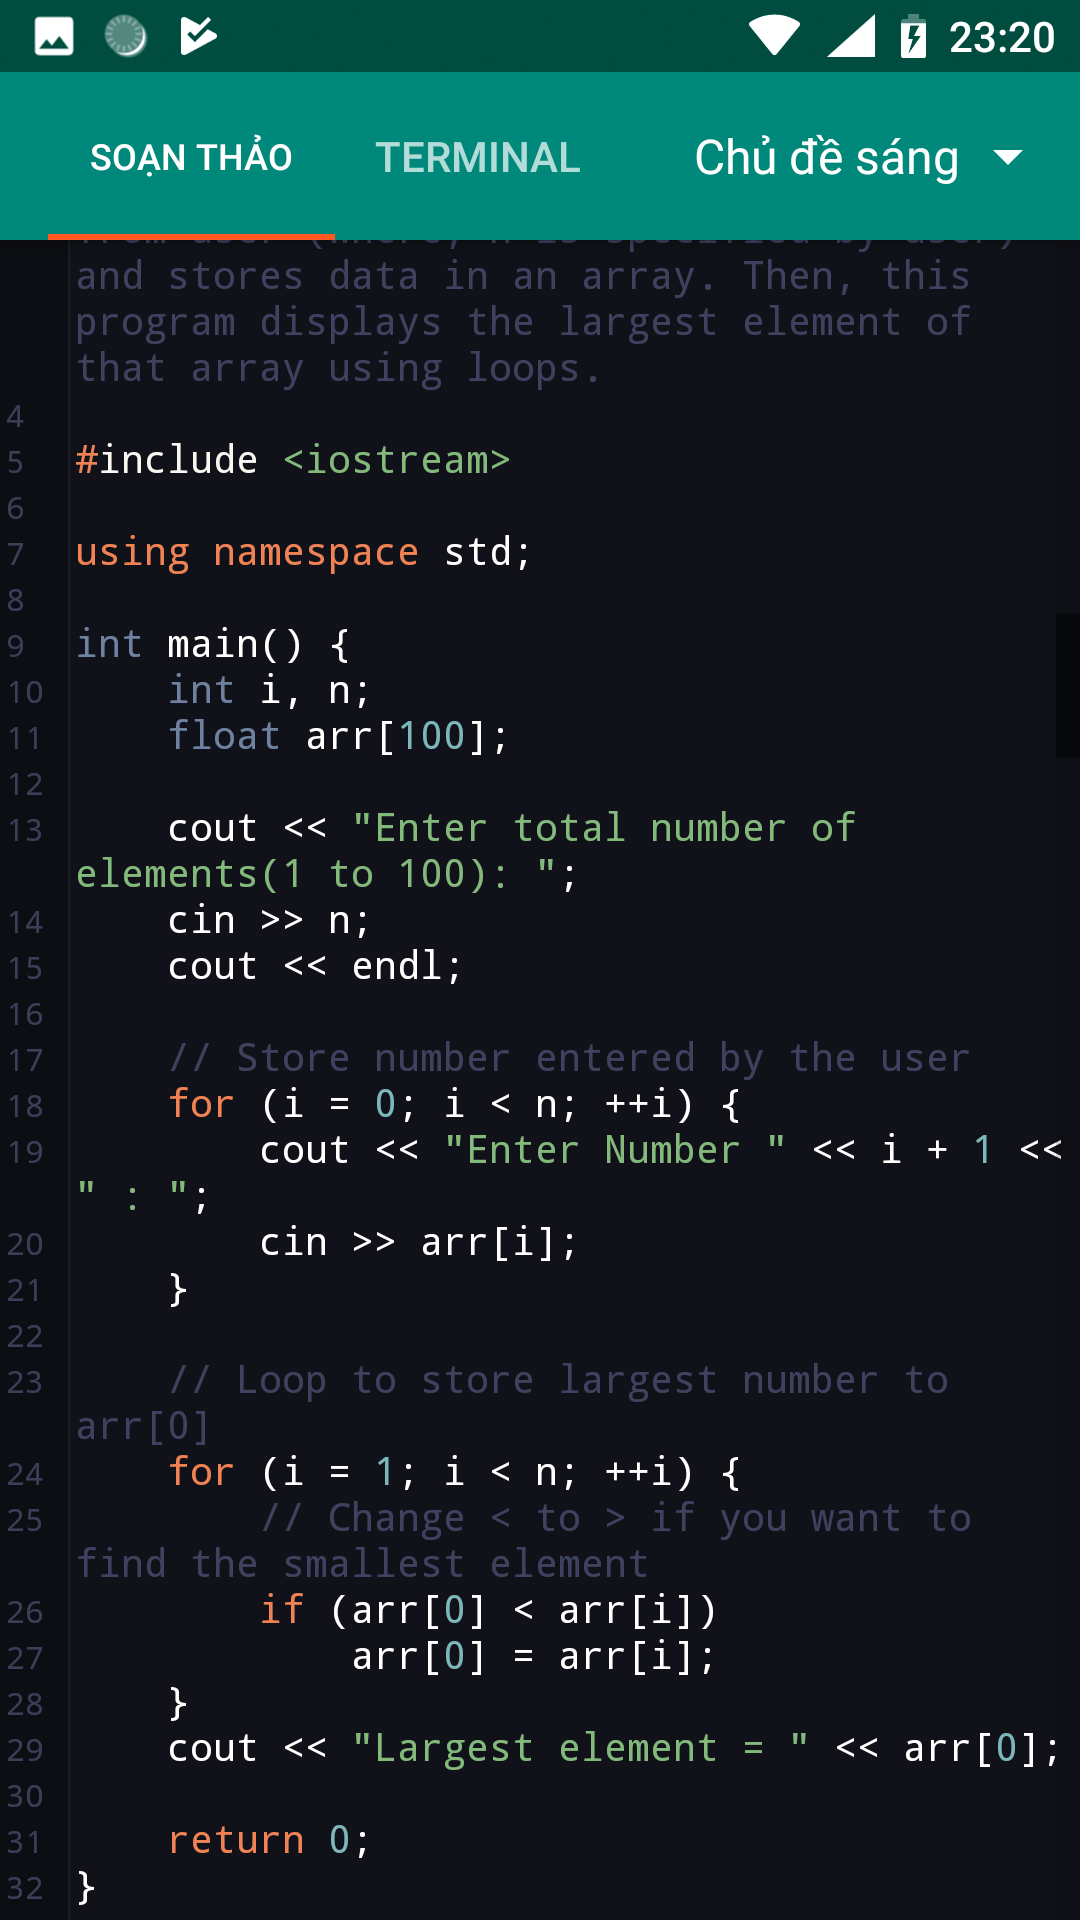 23:20
SOẠN THẢO TERMINAL Chủ đề sáng
and stores data in an array. Then, this
program displays the largest element of
that array using loops.
4
5 #include <iostream>
6
7 using namespace std;
8
9 int main() {
10 int i, n;
11 float arr[100];
12
13 cout << "Enter total number of
elements(1 to 100): ";
14 cin >> n;
15 cout << endl;
16
17 // Store number entered by the user
18 for (i = 0; i < n; ++i) {
19 cout << "Enter Number " << i + 1 <<
" : ";
20 cin >> arr[i];
21 }
22
23 // Loop to store largest number to
arr[0]
24 for (i = 1; i < n; ++i) {
25 // Change < to > if you want to
find the smallest element
26 if (arr[0] < arr[i])
27 arr[0] = arr[i];
28 }
29 cout << "Largest element = " << arr[0];
30
31 return 0;
32 }